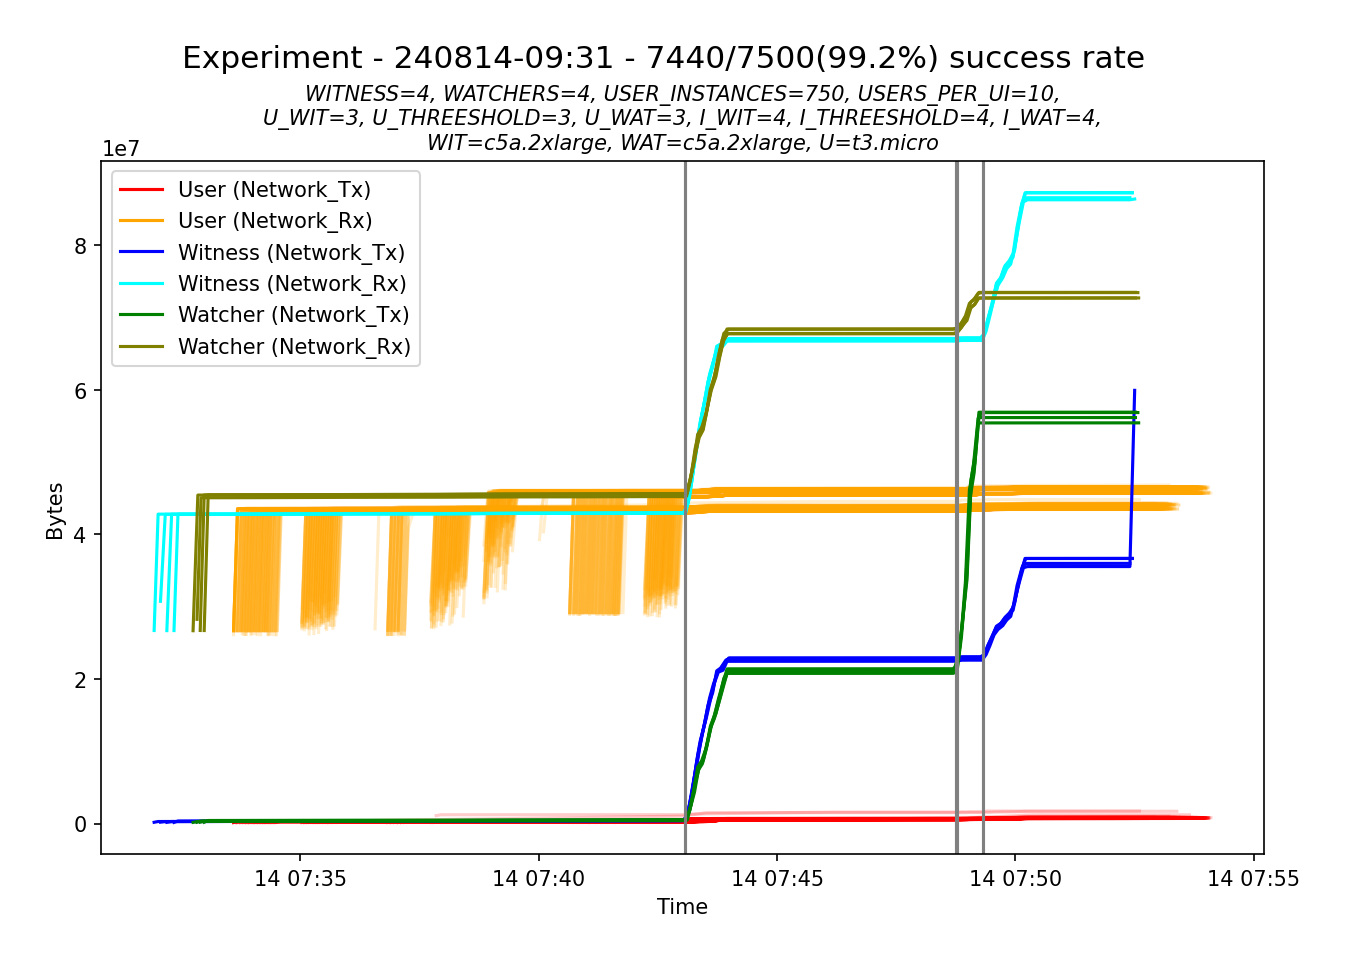 Experiment - 240814-09:31 - 7440/7500(99.2%) success rate
WITNESS=4, WATCHERS=4, USER_INSTANCES=750, USERS_PER_UI=10,
U_WIT=3, U_THREESHOLD=3, U_WAT=3, I_WIT=4, I_THREESHOLD=4, I_WAT=4,
WIT=c5a.2xlarge, WAT=c5a.2xlarge, U=t3.micro
1e7
User (Network_Tx)
User (Network_Rx)
Witness (Network_Tx)
Witness (Network_Rx)
Watcher (Network_Tx)
Watcher (Network_Rx)
8
6
4
2
0
Bytes
14 07:35
14 07:40
14 07:45
14 07:50
14 07:55
Time